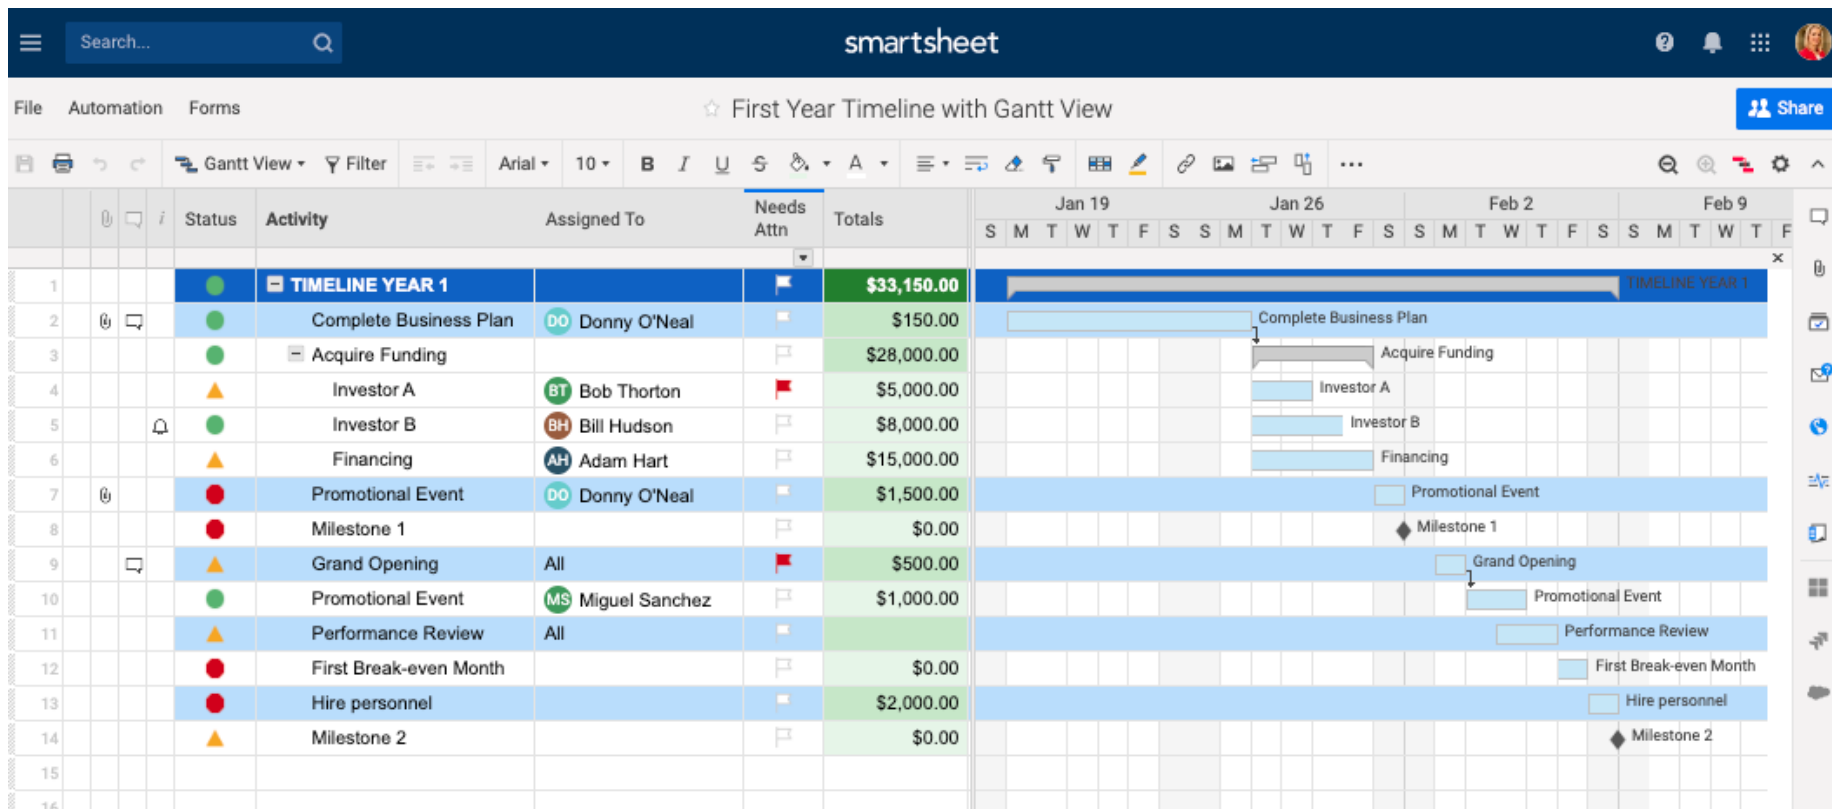 Search...
smartsheet
File Automation Forms
First Year Timeline with Gantt View
Share
Gantt View Filter Arial 10 B I U S A ...
Status Activity Assigned To Needs Attn Totals
Jan 19 Jan 26 Feb 2 Feb 9
S M T W T F S S M T W T F S S M T W T F S S M T W T F
1 TIMELINE YEAR 1 $33,150.00 TIMELINE YEAR 1
2 Complete Business Plan DO Donny O'Neal $150.00 Complete Business Plan
3 Acquire Funding $28,000.00 Acquire Funding
4 Investor A BT Bob Thorton $5,000.00 Investor A
5 Investor B BH Bill Hudson $8,000.00 Investor B
6 Financing AH Adam Hart $15,000.00 Financing
7 Promotional Event DO Donny O'Neal $1,500.00 Promotional Event
8 Milestone 1 $0.00 Milestone 1
9 Grand Opening All $500.00 Grand Opening
10 Promotional Event MS Miguel Sanchez $1,000.00 Promotional Event
11 Performance Review All Performance Review
12 First Break-even Month $0.00 First Break-even Month
13 Hire personnel $2,000.00 Hire personnel
14 Milestone 2 $0.00 Milestone 2
15
16